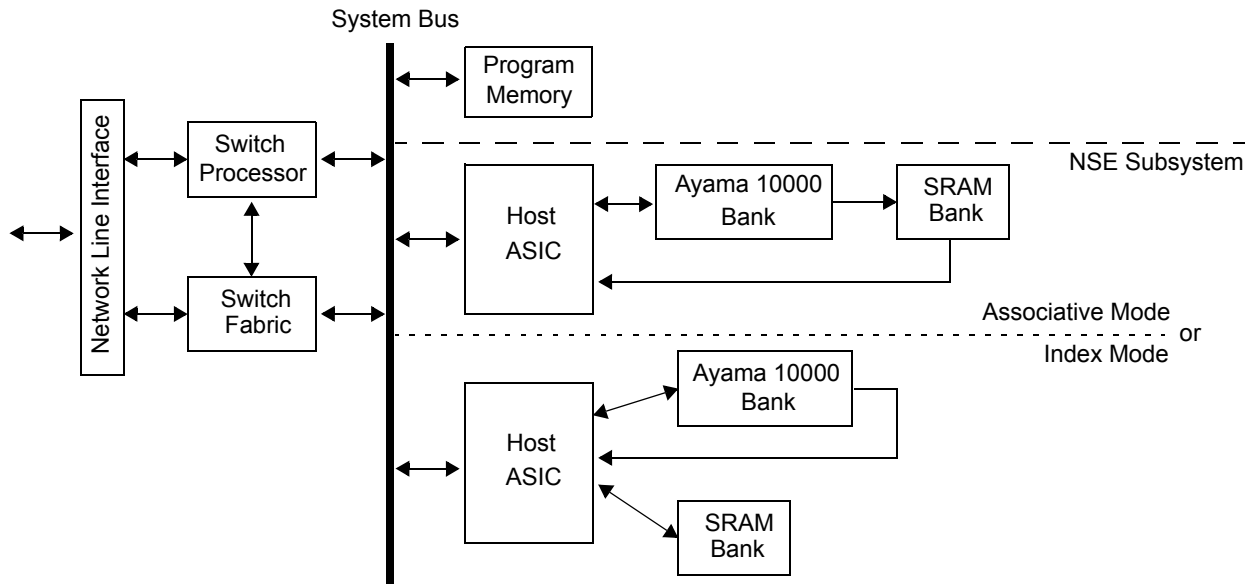 System Bus
Program
Memory
Network Line Interface
Switch
Processor
NSE Subsystem
Ayama 10000
Bank
SRAM
Bank
Host
ASIC
Switch
Fabric
Associative Mode
or
Index Mode
Ayama 10000
Bank
Host
ASIC
SRAM
Bank